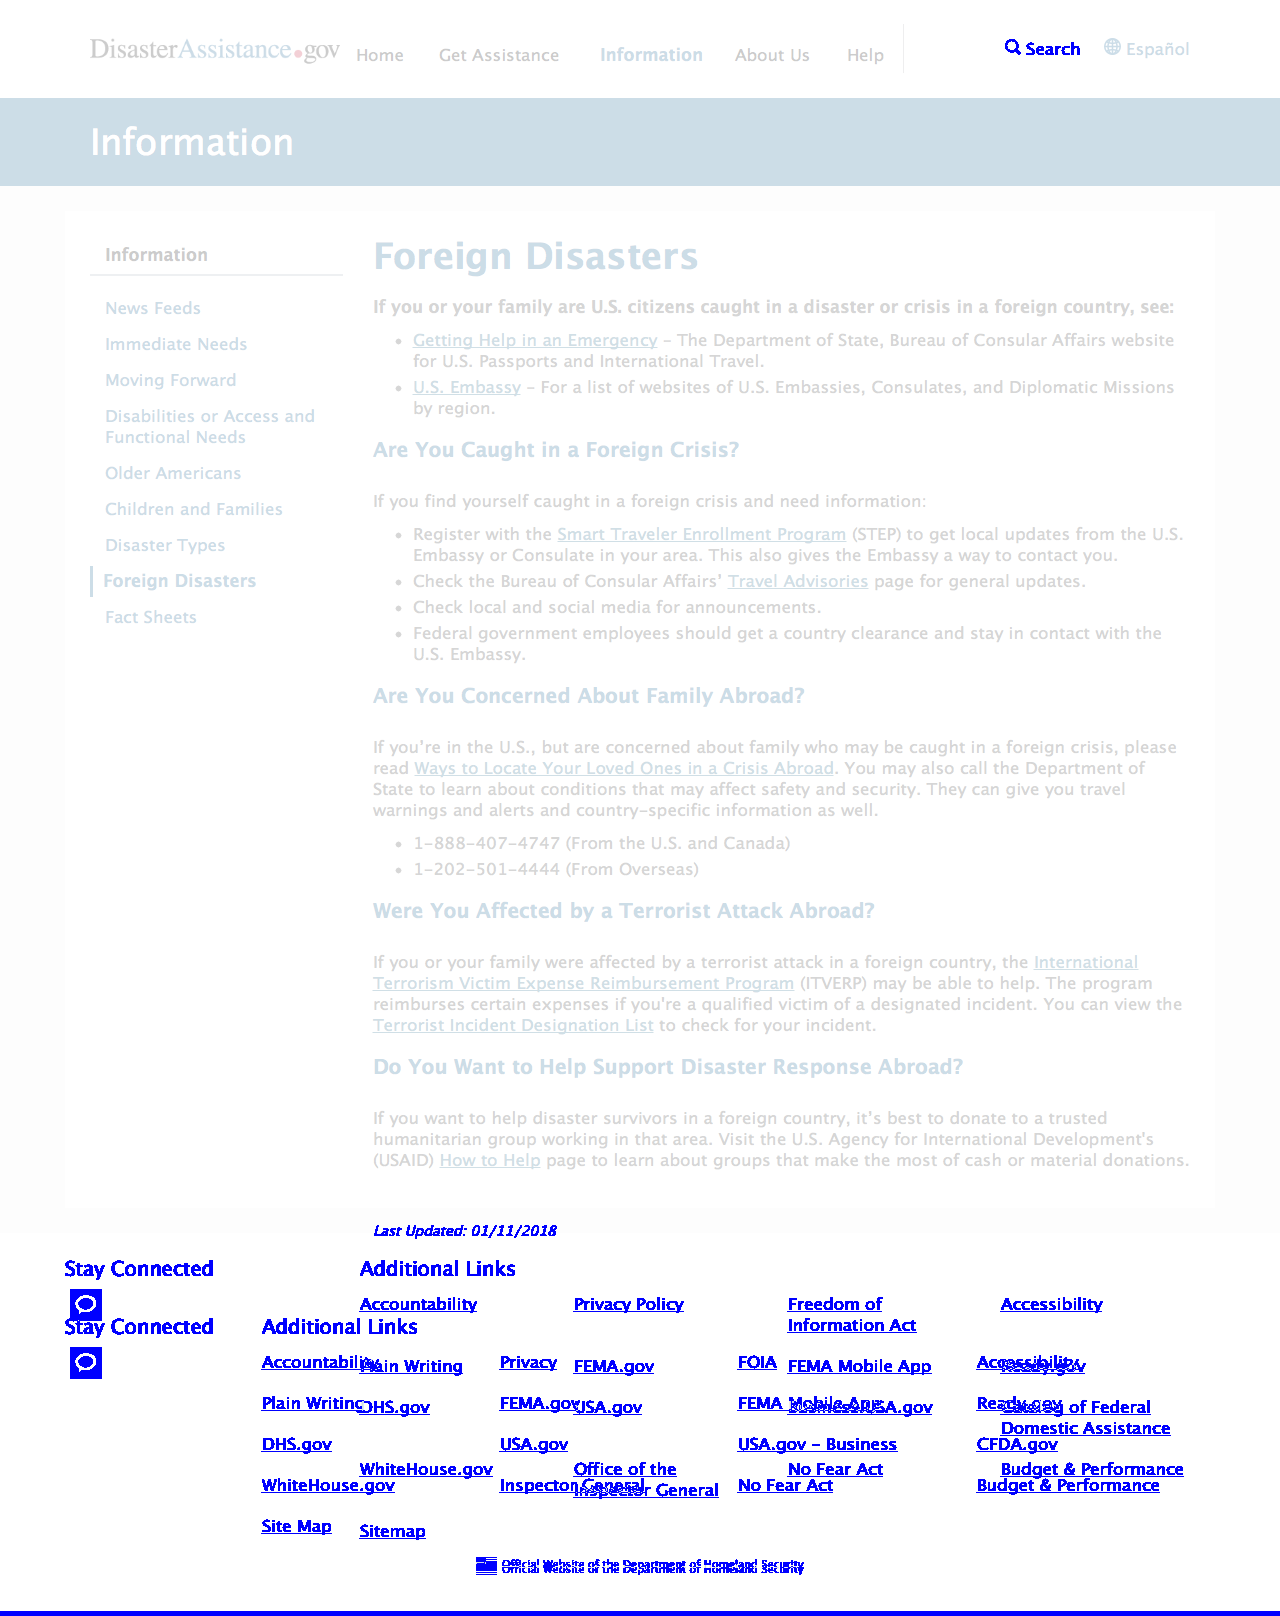 DisasterAssistance.gov Home Get Assistance Information About Us Help Search Español
Information
Information
News Feeds
Immediate Needs
Moving Forward
Disabilities or Access and
Functional Needs
Older Americans
Children and Families
Disaster Types
Foreign Disasters
Fact Sheets
Foreign Disasters
If you or your family are U.S. citizens caught in a disaster or crisis in a foreign country, see:
• Getting Help in an Emergency – The Department of State, Bureau of Consular Affairs website
for U.S. Passports and International Travel.
• U.S. Embassy – For a list of websites of U.S. Embassies, Consulates, and Diplomatic Missions
by region.
Are You Caught in a Foreign Crisis?
If you find yourself caught in a foreign crisis and need information:
• Register with the Smart Traveler Enrollment Program (STEP) to get local updates from the U.S.
Embassy or Consulate in your area. This also gives the Embassy a way to contact you.
• Check the Bureau of Consular Affairs’ Travel Advisories page for general updates.
• Check local and social media for announcements.
• Federal government employees should get a country clearance and stay in contact with the
U.S. Embassy.
Are You Concerned About Family Abroad?
If you’re in the U.S., but are concerned about family who may be caught in a foreign crisis, please
read Ways to Locate Your Loved Ones in a Crisis Abroad. You may also call the Department of
State to learn about conditions that may affect safety and security. They can give you travel
warnings and alerts and country-specific information as well.
• 1-888-407-4747 (From the U.S. and Canada)
• 1-202-501-4444 (From Overseas)
Were You Affected by a Terrorist Attack Abroad?
If you or your family were affected by a terrorist attack in a foreign country, the International
Terrorism Victim Expense Reimbursement Program (ITVERP) may be able to help. The program
reimburses certain expenses if you're a qualified victim of a designated incident. You can view the
Terrorist Incident Designation List to check for your incident.
Do You Want to Help Support Disaster Response Abroad?
If you want to help disaster survivors in a foreign country, it’s best to donate to a trusted
humanitarian group working in that area. Visit the U.S. Agency for International Development's
(USAID) How to Help page to learn about groups that make the most of cash or material donations.
Last Updated: 01/11/2018
Stay Connected Additional Links
Accountability Privacy Policy Freedom of Accessibility
Information Act
Stay Connected Additional Links
Accountability Privacy FOIA Accessibility
Plain Writing FEMA.gov FEMA Mobile App Ready.gov
Plain Writing FEMA.gov FEMA Mobile App Ready.gov
DHS.gov USA.gov BusinessUSA.gov Catalog of Federal
Domestic Assistance
DHS.gov USA.gov USA.gov - Business CFDA.gov
WhiteHouse.gov Office of the No Fear Act Budget & Performance
Inspector General
WhiteHouse.gov Inspector General No Fear Act Budget & Performance
Site Map Sitemap
Official Website of the Department of Homeland Security
Official Website of the Department of Homeland Security